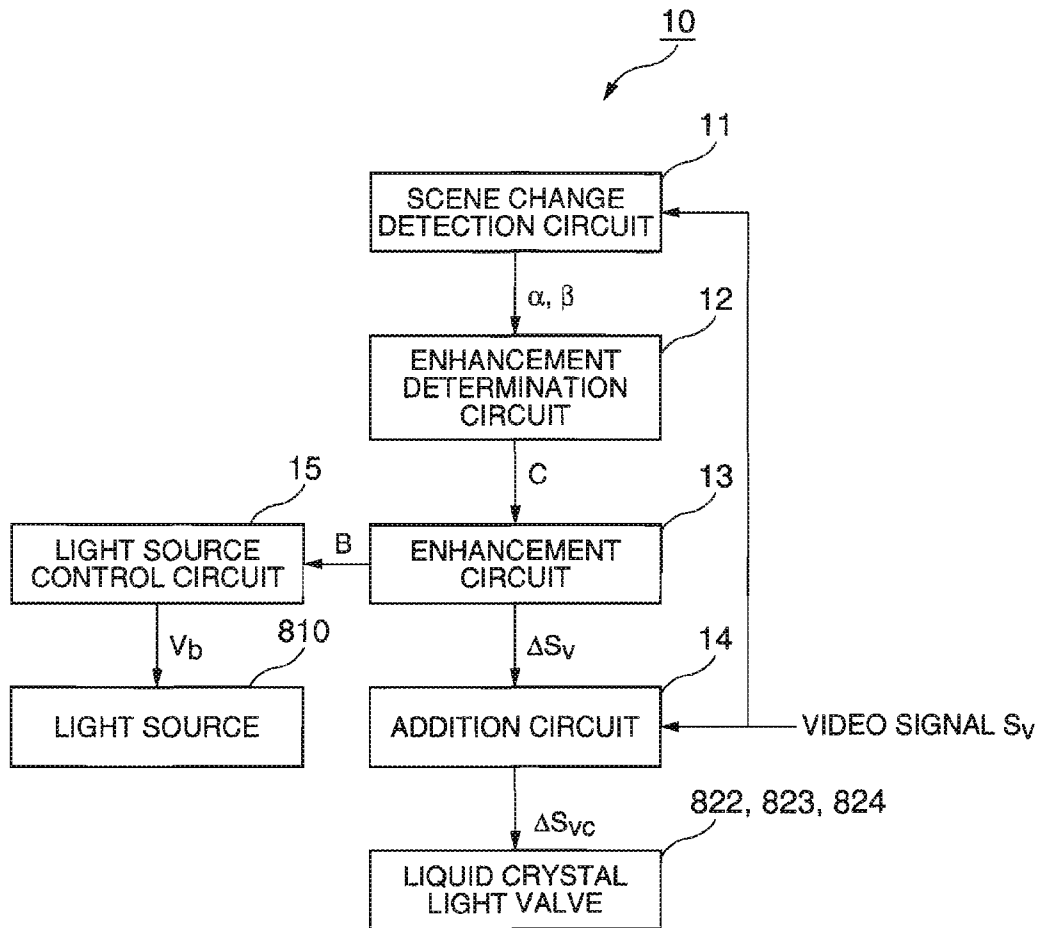 10
11
SCENE CHANGE
DETECTION CIRCUIT
α, β
12
ENHANCEMENT
DETERMINATION
CIRCUIT
C
15
13
LIGHT SOURCE
CONTROL CIRCUIT
B
ENHANCEMENT
CIRCUIT
Vb
810
ΔSv
14
LIGHT SOURCE
ADDITION CIRCUIT
VIDEO SIGNAL Sv
822, 823, 824
ΔSvc
LIQUID CRYSTAL
LIGHT VALVE